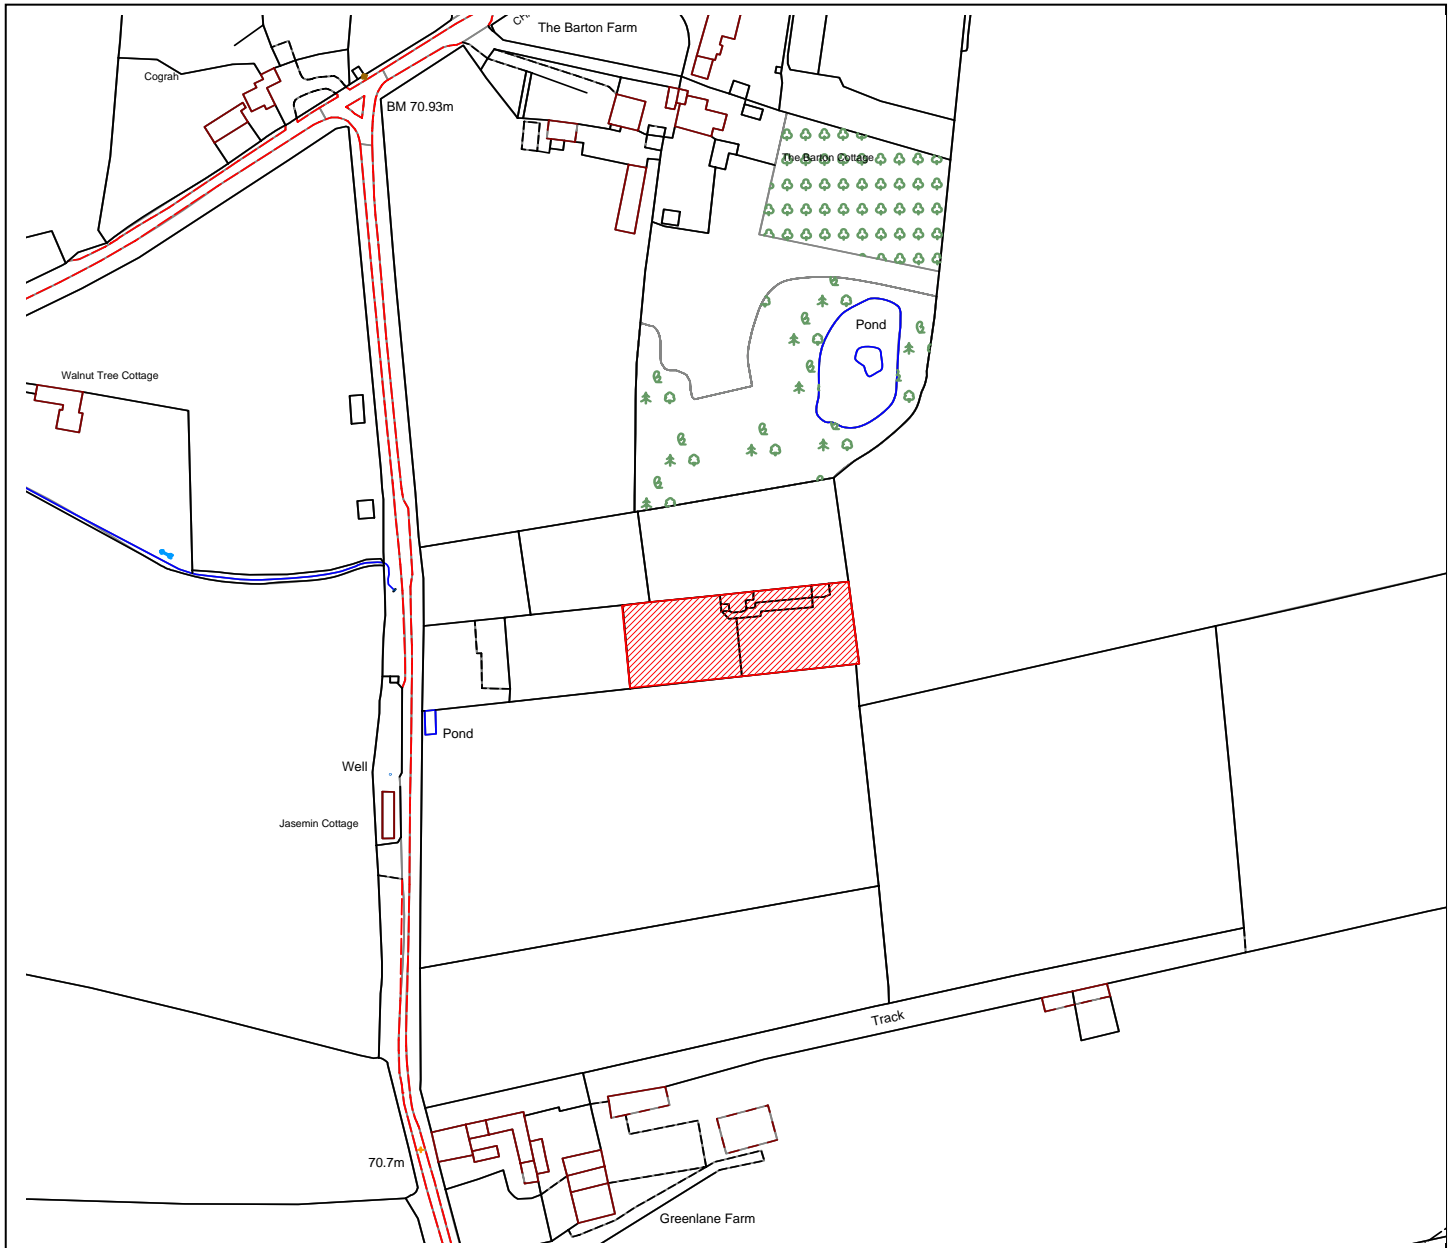 The Barton Farm
Cograh
BM 70.93m
The Barton Cottage
Pond
Walnut Tree Cottage
Pond
Well
Jasemin Cottage
Track
70.7m
Greenlane Farm